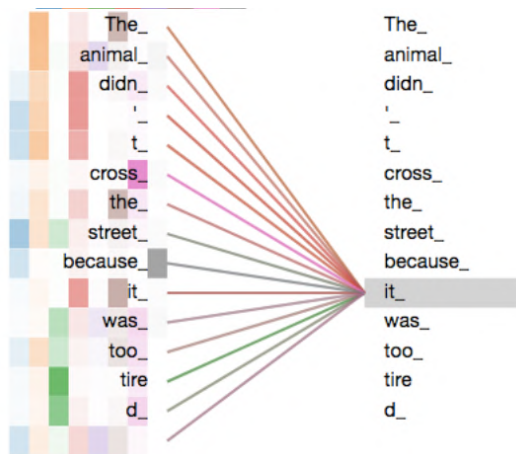 The_ The_
animal_ animal_
didn_ didn_
'_ '_
t_ t_
cross_ cross_
the_ the_
street_ street_
because_ because_
it_ it_
was_ was_
too_ too_
tire tire
d_ d_